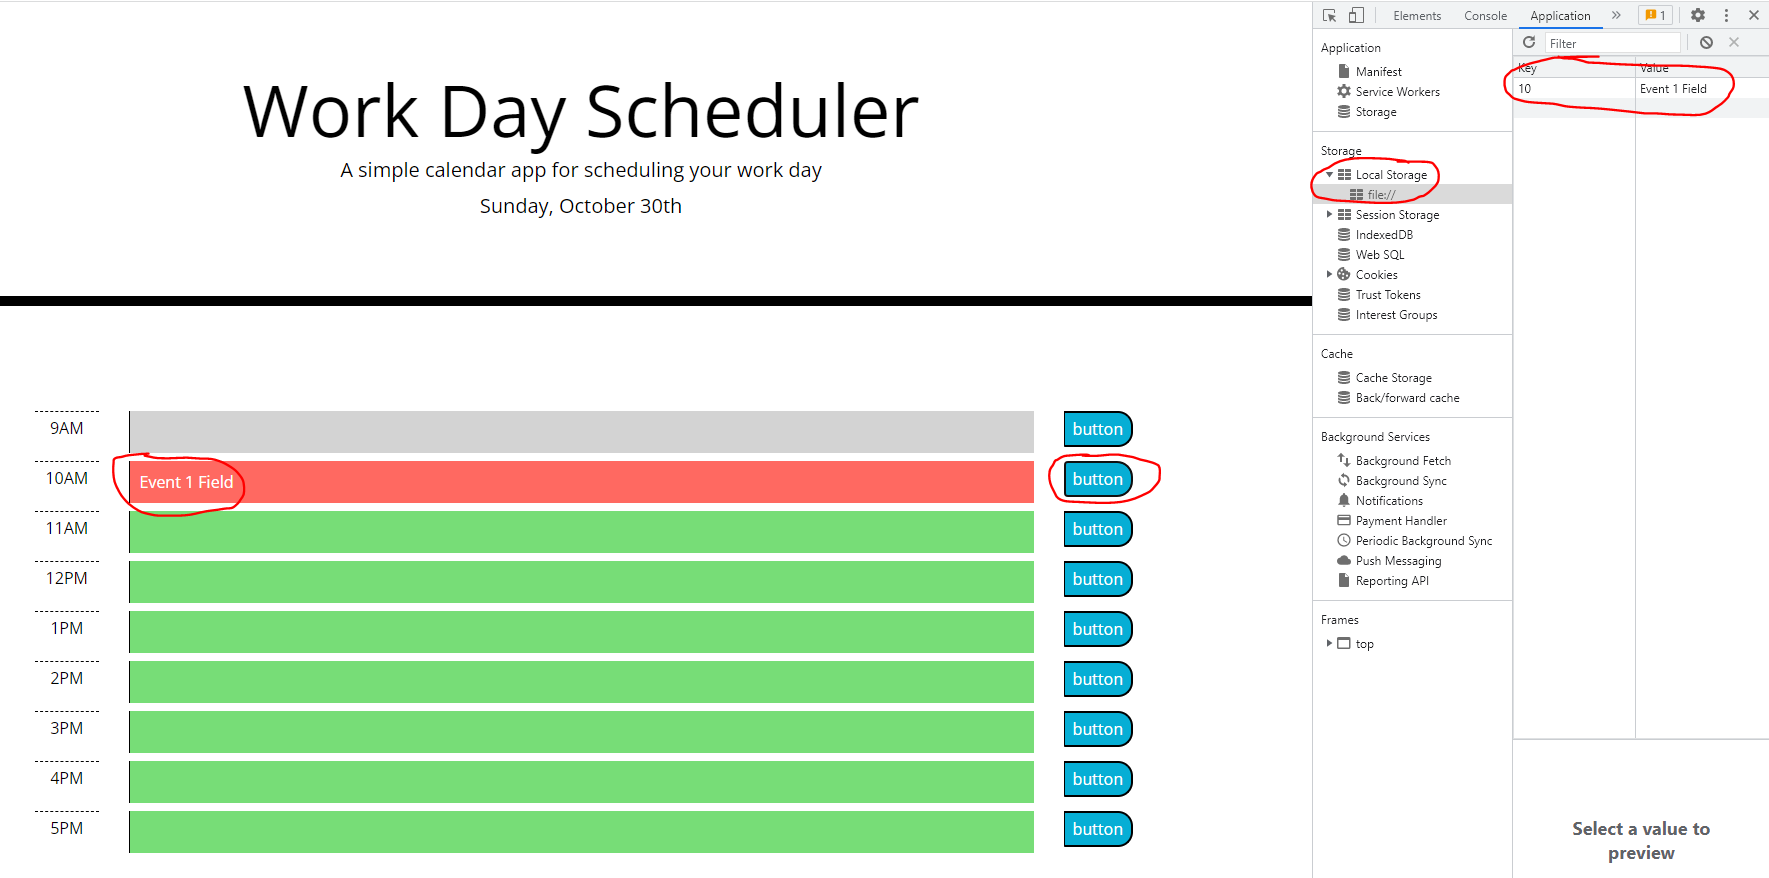 Work Day Scheduler
A simple calendar app for scheduling your work day
Sunday, October 30th
9AM button
10AM Event 1 Field button
11AM button
12PM button
1PM button
2PM button
3PM button
4PM button
5PM button
Elements Console Application » 1
Application
Manifest
Service Workers
Storage
Storage
Local Storage
file://
Session Storage
IndexedDB
Web SQL
Cookies
Trust Tokens
Interest Groups
Cache
Cache Storage
Back/forward cache
Background Services
Background Fetch
Background Sync
Notifications
Payment Handler
Periodic Background Sync
Push Messaging
Reporting API
Frames
top
Filter
Key Value
10 Event 1 Field
Select a value to
preview